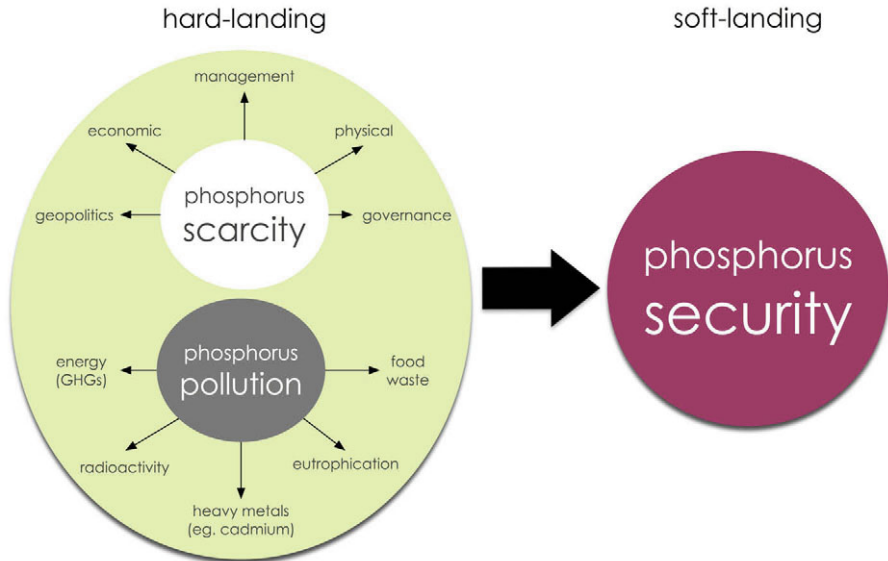 hard-landing
soft-landing
management
economic
physical
phosphorus
scarcity
geopolitics
governance
phosphorus
security
phosphorus
pollution
energy
(GHGs)
food
waste
radioactivity
eutrophication
heavy metals
(eg. cadmium)